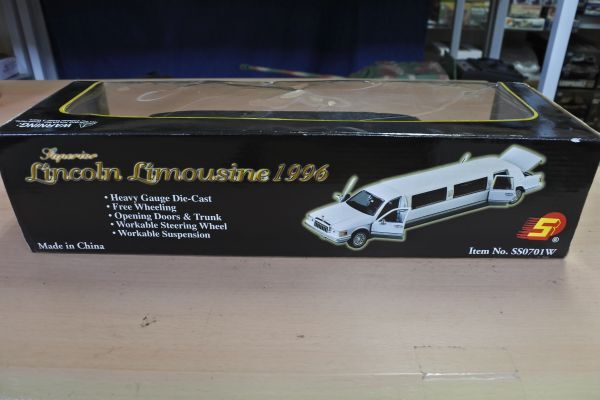 ⚠WARNING:
Superior
Lincoln Limousine 1996
• Heavy Gauge Die-Cast
• Free Wheeling
• Opening Doors & Trunk
• Workable Steering Wheel
• Workable Suspension
Made in China
S®
Item No. SS0701W